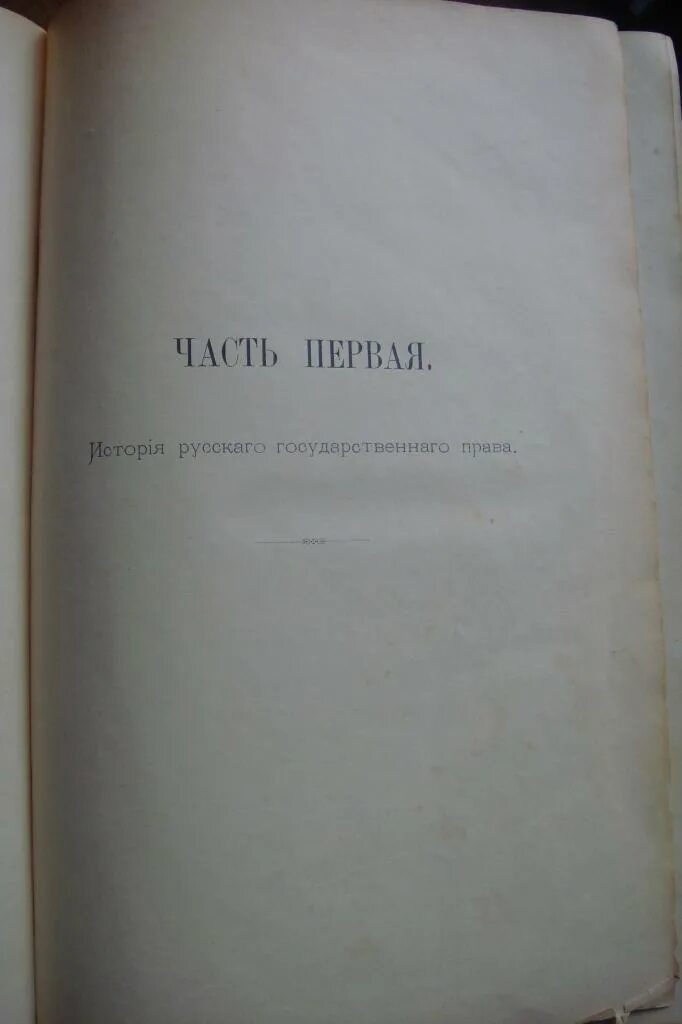 ЧАСТЬ ПЕРВАЯ.
Исторія русскаго государственнаго права.